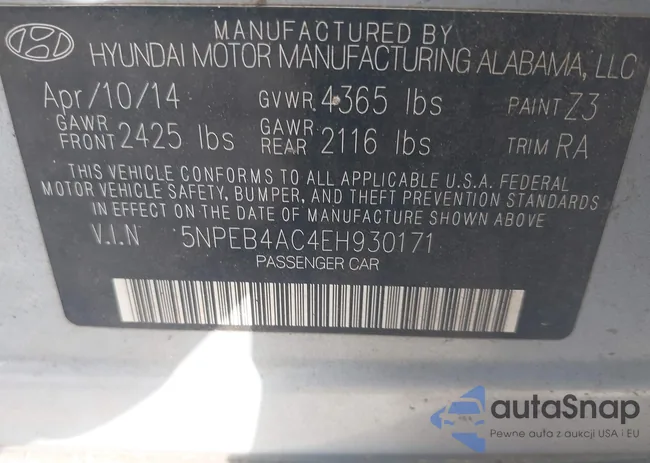 MANUFACTURED BY
HYUNDAI MOTOR MANUFACTURING ALABAMA, LLC
Apr/10/14 GVWR 4365 lbs PAINT Z3
GAWR FRONT 2425 lbs GAWR REAR 2116 lbs TRIM RA
THIS VEHICLE CONFORMS TO ALL APPLICABLE U.S.A. FEDERAL
MOTOR VEHICLE SAFETY, BUMPER, AND THEFT PREVENTION STANDARDS
IN EFFECT ON THE DATE OF MANUFACTURE SHOWN ABOVE
V.I.N 5NPEB4AC4EH930171
PASSENGER CAR
autaSnap
Pewne auta z aukcji USA i EU